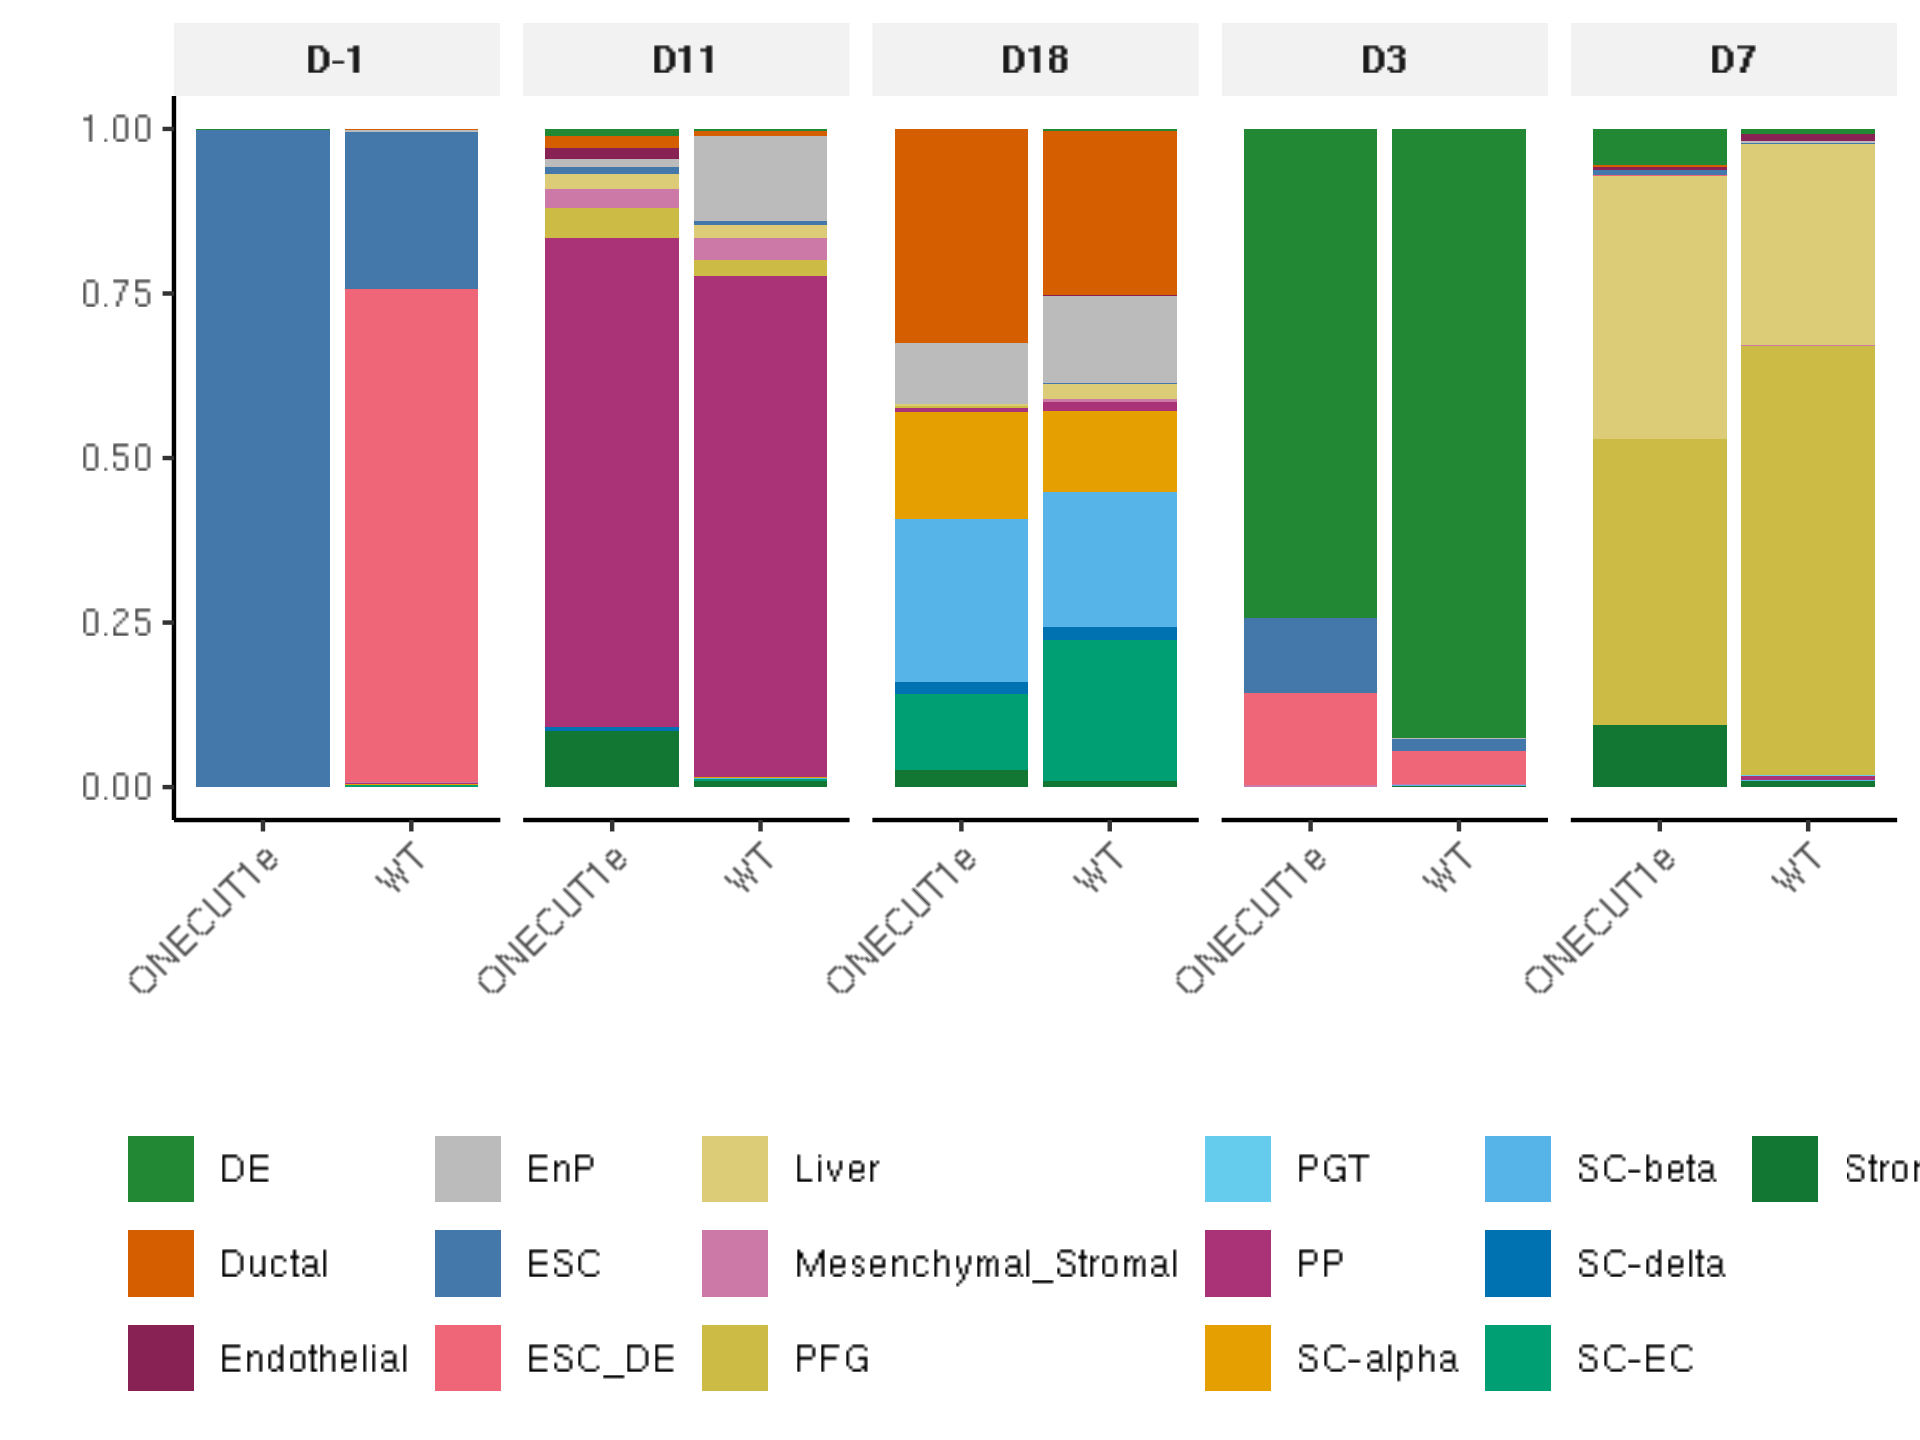 D-1 D11 D18 D3 D7
1.00
0.75
0.50
0.25
0.00
ONECUT1e WT ONECUT1e WT ONECUT1e WT ONECUT1e WT ONECUT1e WT
DE EnP Liver PGT SC-beta
Ductal ESC Mesenchymal_Stromal PP SC-delta
Endothelial ESC_DE PFG SC-alpha SC-EC